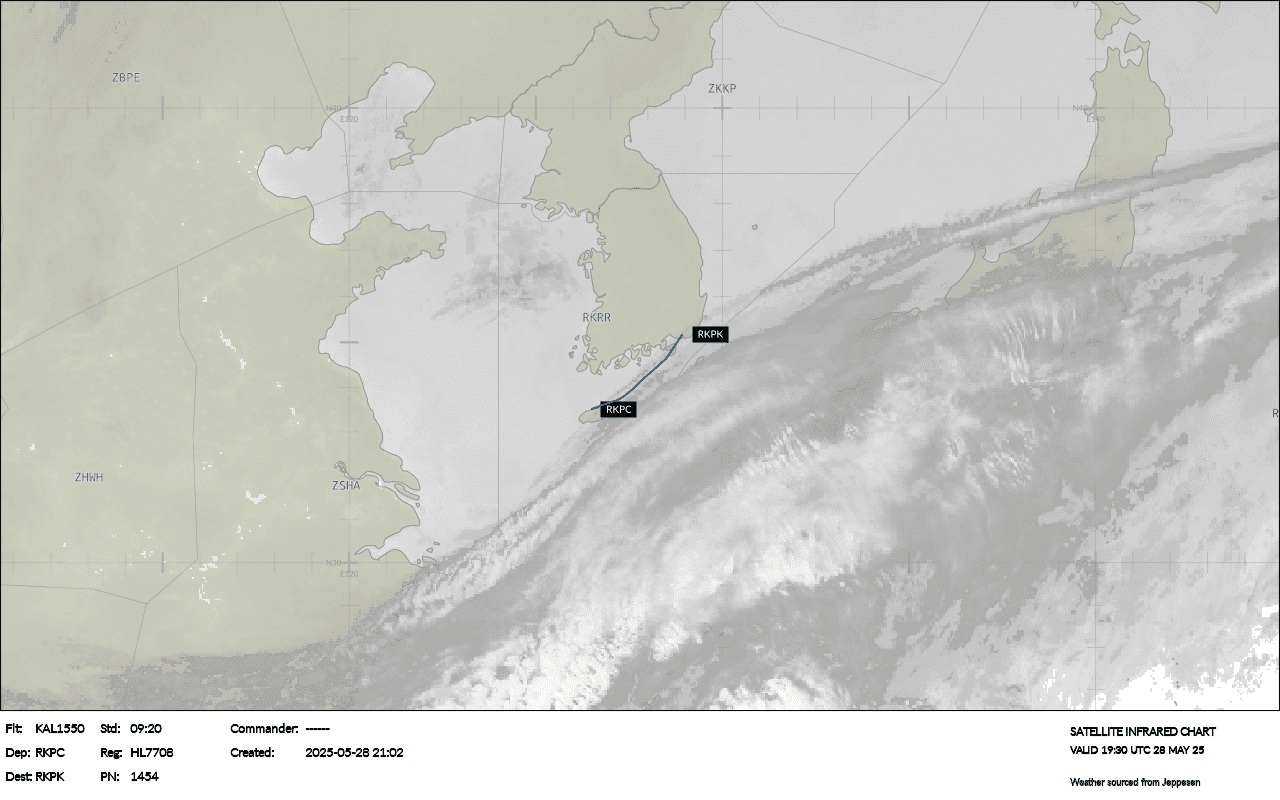 ZBPE
ZKKP
N40
E120
N40
E140
RKRR
RKPK
RKPC
ZHWH
ZSHA
N30
E120
Flt: KAL1550 Std: 09:20 Commander: ------
Dep: RKPC Reg: HL7708 Created: 2025-05-28 21:02
Dest: RKPK PN: 1454
SATELLITE INFRARED CHART
VALID 19:30 UTC 28 MAY 25
Weather sourced from Jeppesen